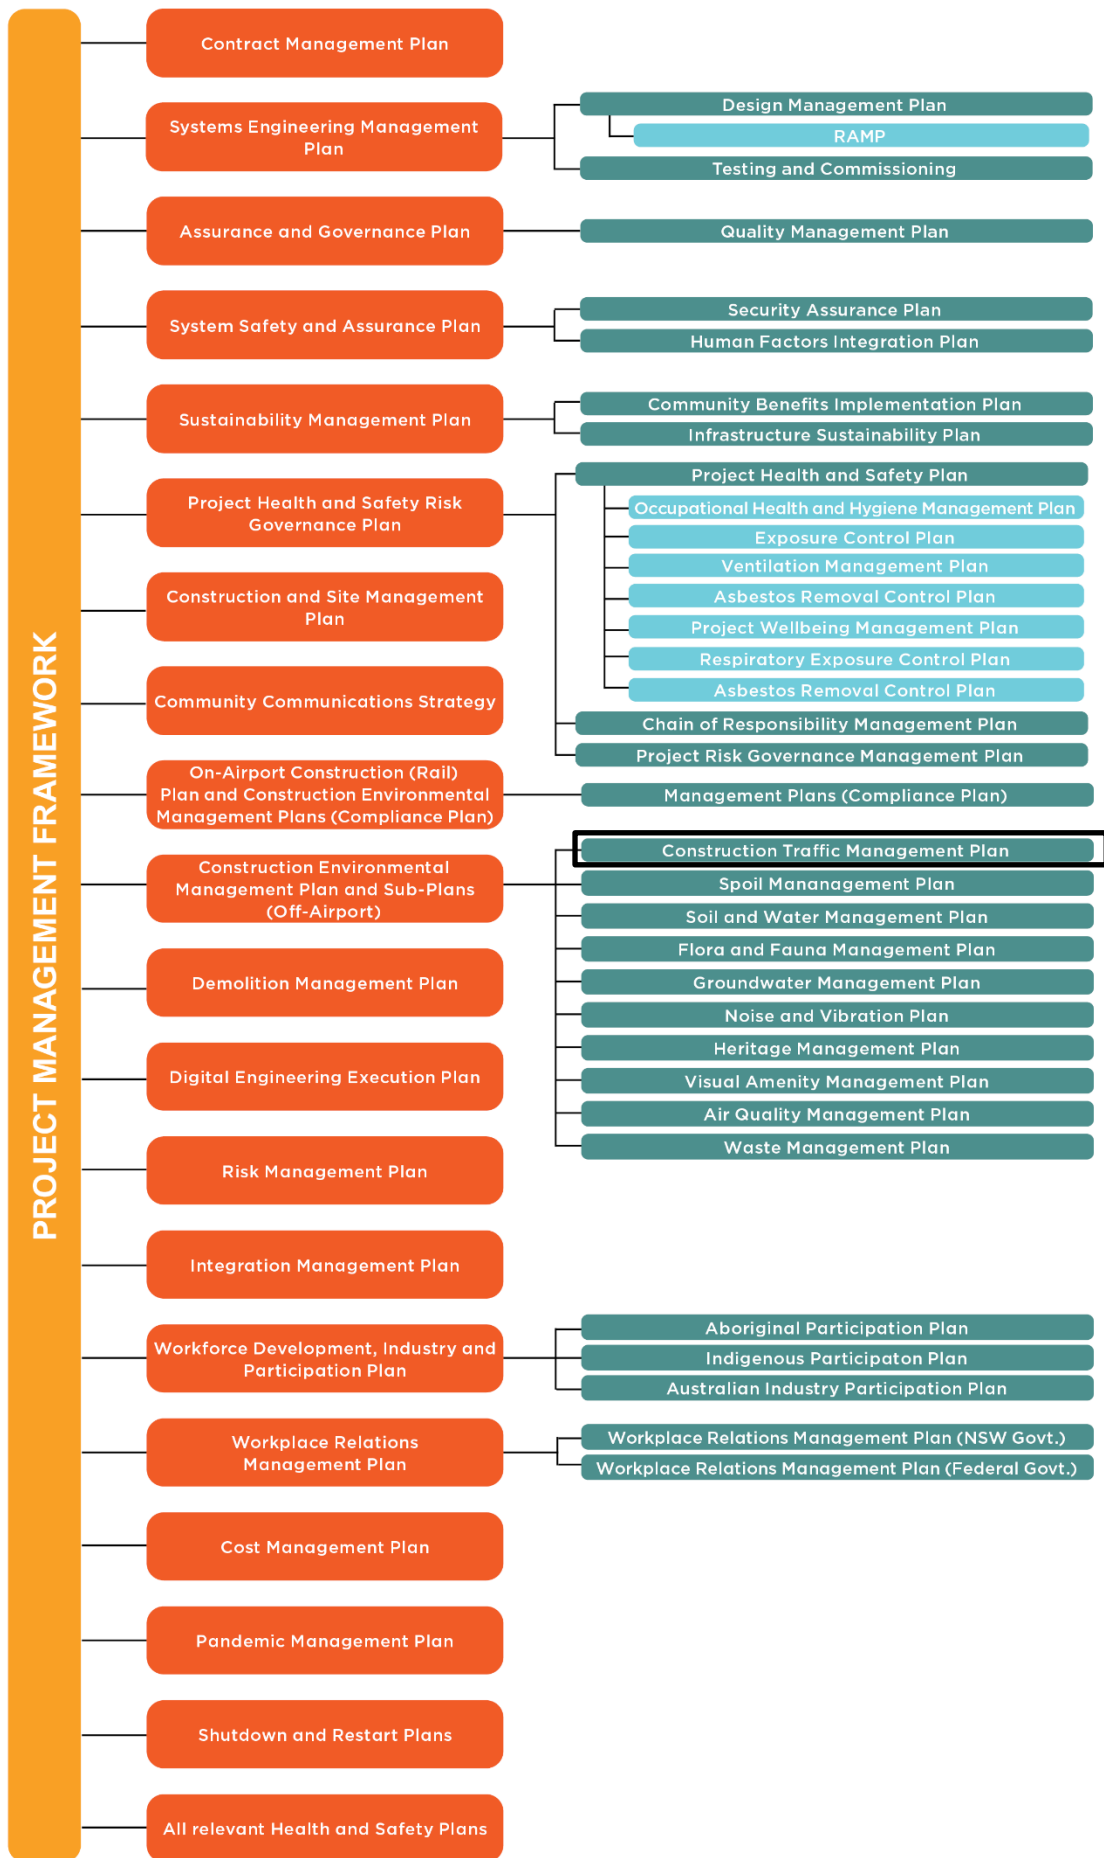 PROJECT MANAGEMENT FRAMEWORK
Contract Management Plan
Systems Engineering Management
Plan
Design Management Plan
RAMP
Testing and Commissioning
Assurance and Governance Plan
Quality Management Plan
System Safety and Assurance Plan
Security Assurance Plan
Human Factors Integration Plan
Sustainability Management Plan
Community Benefits Implementation Plan
Infrastructure Sustainability Plan
Project Health and Safety Risk
Governance Plan
Project Health and Safety Plan
Occupational Health and Hygiene Management Plan
Exposure Control Plan
Ventilation Management Plan
Asbestos Removal Control Plan
Project Wellbeing Management Plan
Respiratory Exposure Control Plan
Asbestos Removal Control Plan
Chain of Responsibility Management Plan
Project Risk Governance Management Plan
Construction and Site Management
Plan
Community Communications Strategy
On-Airport Construction (Rail)
Plan and Construction Environmental
Management Plans (Compliance Plan)
Management Plans (Compliance Plan)
Construction Environmental
Management Plan and Sub-Plans
(Off-Airport)
Construction Traffic Management Plan
Spoil Mananagement Plan
Soil and Water Management Plan
Flora and Fauna Management Plan
Groundwater Management Plan
Noise and Vibration Plan
Heritage Management Plan
Visual Amenity Management Plan
Air Quality Management Plan
Waste Management Plan
Demolition Management Plan
Digital Engineering Execution Plan
Risk Management Plan
Integration Management Plan
Workforce Development, Industry and
Participation Plan
Aboriginal Participation Plan
Indigenous Participaton Plan
Australian Industry Participation Plan
Workplace Relations
Management Plan
Workplace Relations Management Plan (NSW Govt.)
Workplace Relations Management Plan (Federal Govt.)
Cost Management Plan
Pandemic Management Plan
Shutdown and Restart Plans
All relevant Health and Safety Plans